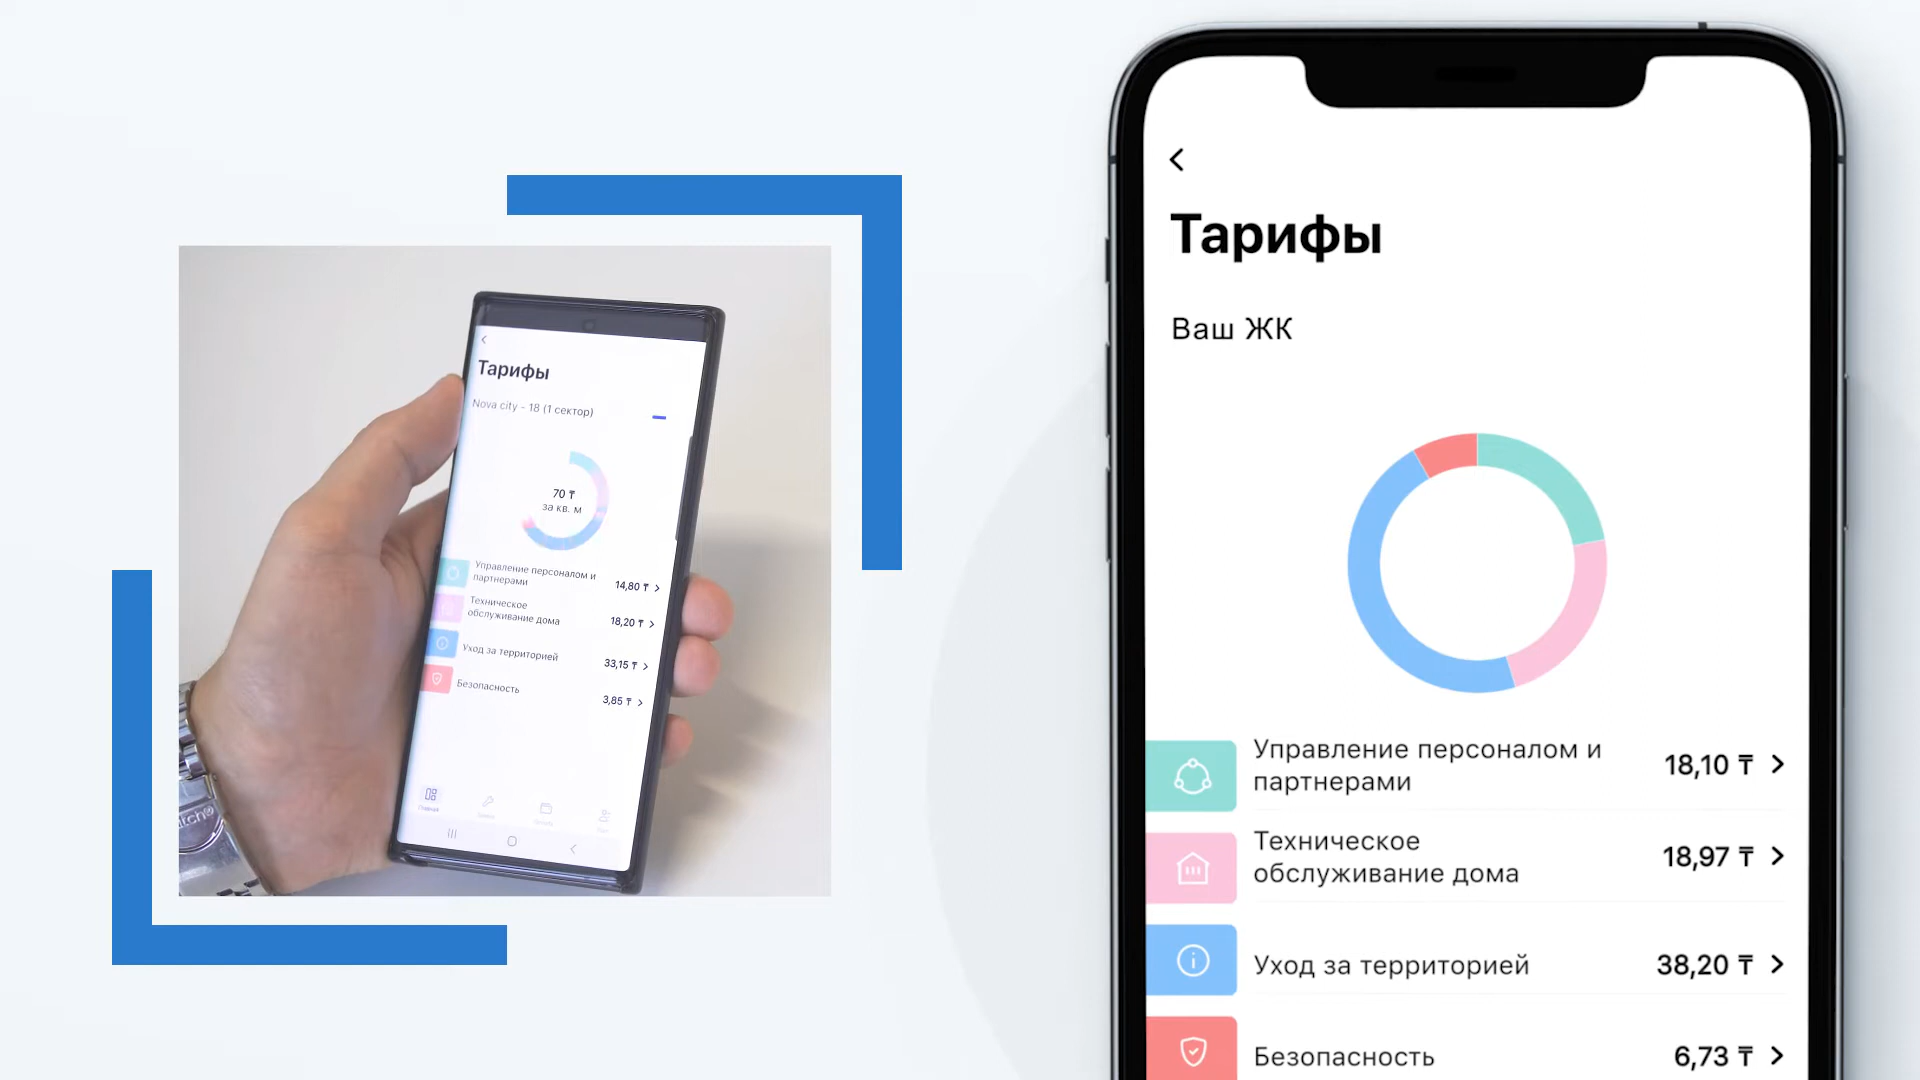 Тарифы
Nova city - 18 (1 сектор)
70 ₸
за кв. м
Управление персоналом и
партнерами
14,80 ₸
Техническое
обслуживание дома
18,20 ₸
Уход за территорией
33,15 ₸
Безопасность
3,85 ₸
Главная
Тарифы
Ваш ЖК
Управление персоналом и
партнерами
18,10 ₸
Техническое
обслуживание дома
18,97 ₸
Уход за территорией
38,20 ₸
Безопасность
6,73 ₸